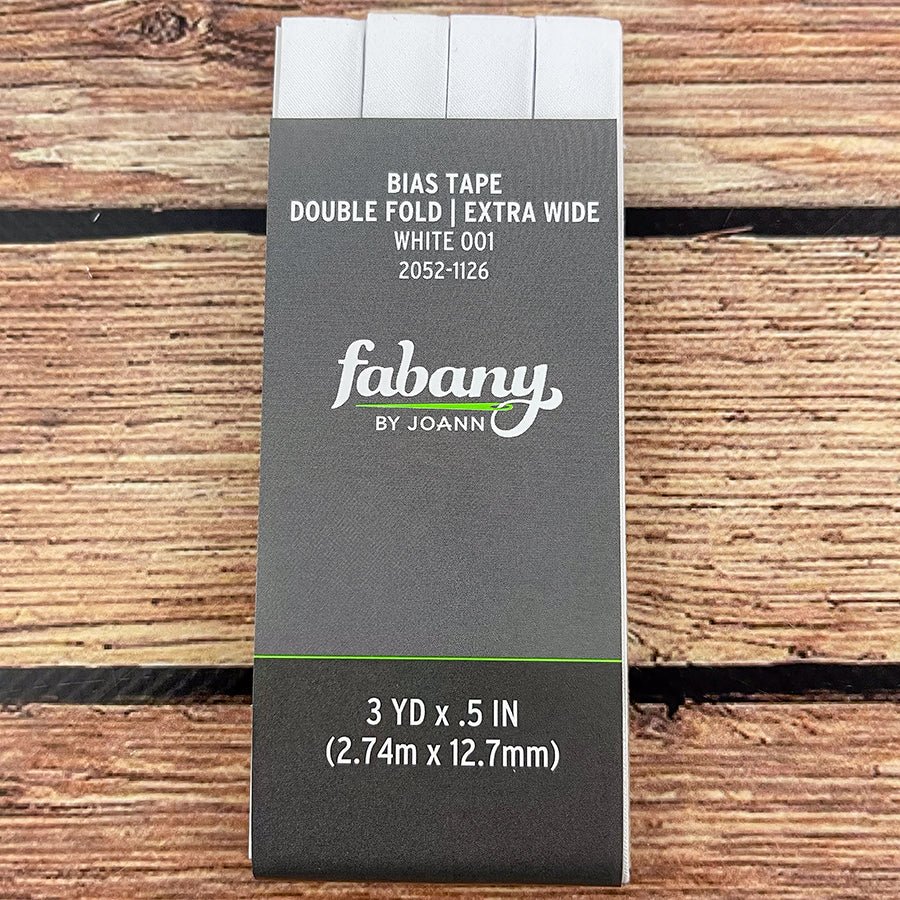 BIAS TAPE
DOUBLE FOLD | EXTRA WIDE
WHITE 001
2052-1126
fabany
BY JOANN
3 YD x .5 IN
(2.74m x 12.7mm)